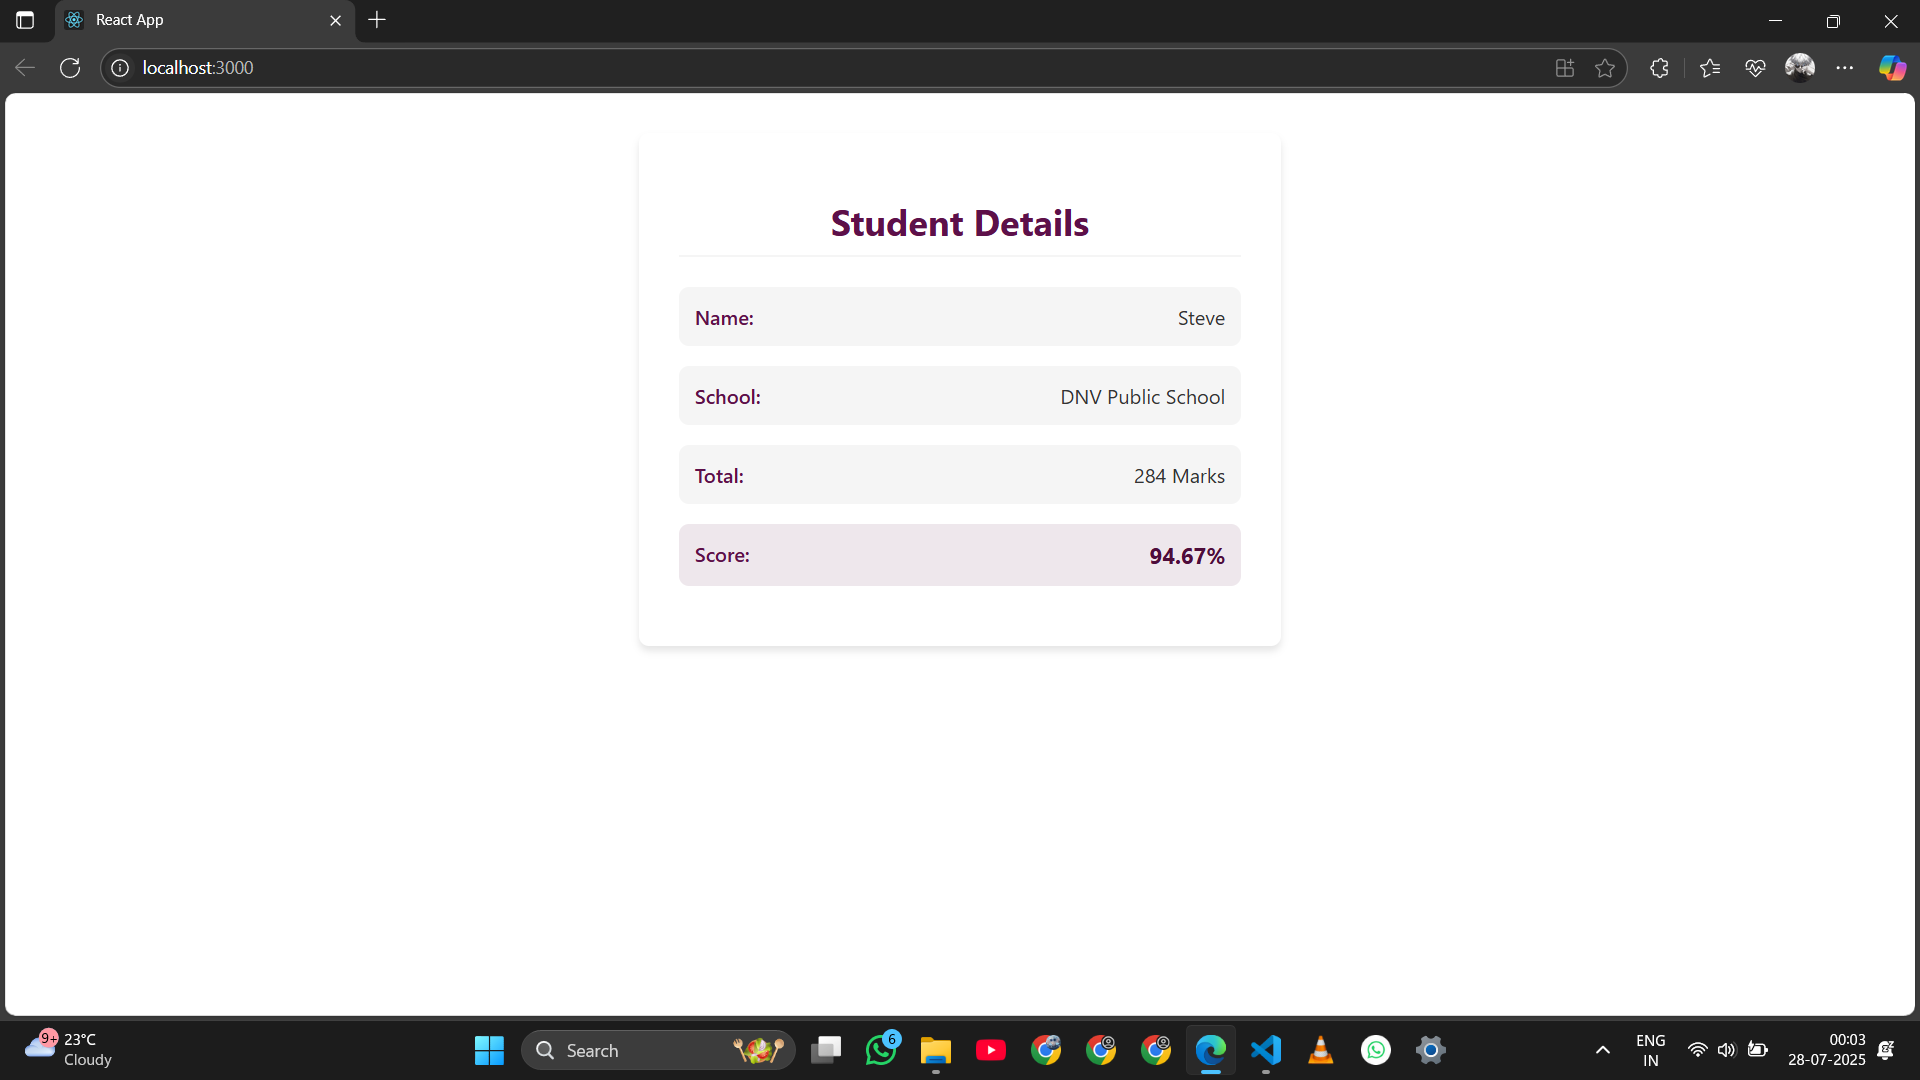 React App
localhost:3000
Student Details
Name: Steve
School: DNV Public School
Total: 284 Marks
Score: 94.67%
9+
23°C
Cloudy
Search
6
ENG
IN
00:03
28-07-2025